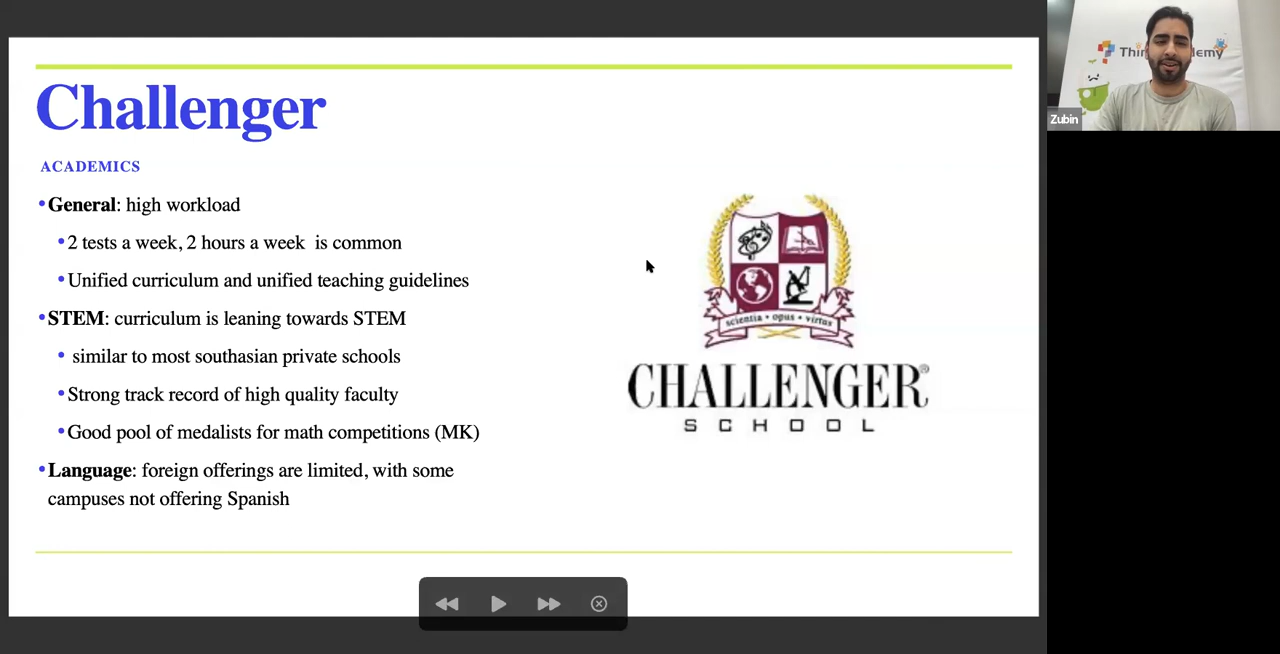 Challenger
ACADEMICS
•General: high workload
•2 tests a week, 2 hours a week is common
•Unified curriculum and unified teaching guidelines
•STEM: curriculum is leaning towards STEM
• similar to most southasian private schools
•Strong track record of high quality faculty
•Good pool of medalists for math competitions (MK)
•Language: foreign offerings are limited, with some
campuses not offering Spanish
scientia • opus • virtus
CHALLENGER®
SCHOOL
Zubin